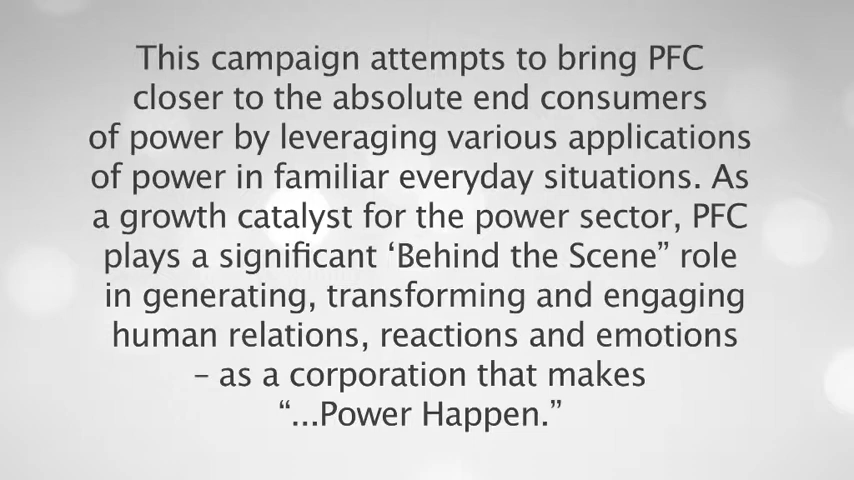 This campaign attempts to bring PFC
closer to the absolute end consumers
of power by leveraging various applications
of power in familiar everyday situations. As
a growth catalyst for the power sector, PFC
plays a significant ‘Behind the Scene” role
in generating, transforming and engaging
human relations, reactions and emotions
– as a corporation that makes
“...Power Happen.”